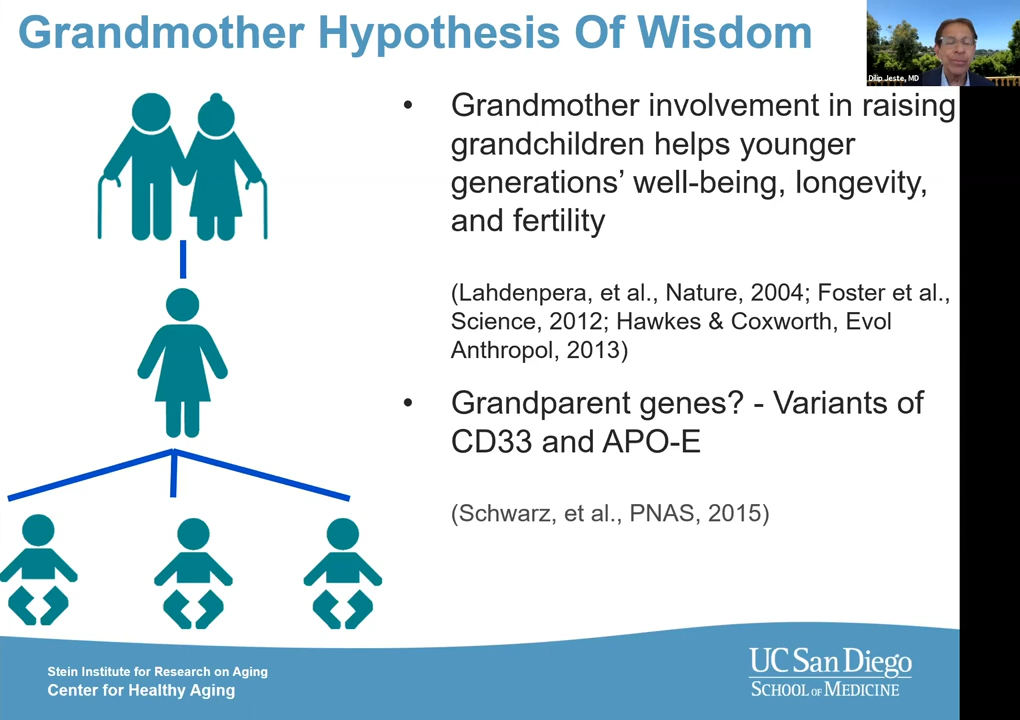 Grandmother Hypothesis Of Wisdom
Dilip Jeste, MD
• Grandmother involvement in raising
grandchildren helps younger
generations’ well-being, longevity,
and fertility
(Lahdenpera, et al., Nature, 2004; Foster et al.,
Science, 2012; Hawkes & Coxworth, Evol
Anthropol, 2013)
• Grandparent genes? - Variants of
CD33 and APO-E
(Schwarz, et al., PNAS, 2015)
Stein Institute for Research on Aging
Center for Healthy Aging
UC San Diego
SCHOOL OF MEDICINE